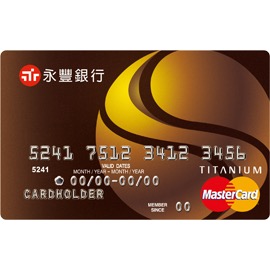 永豐銀行
5241 7512 3412 3456
TITANIUM
5241
VALID DATES
MONTH / YEAR – MONTH / YEAR
00/00-00/00
CARDHOLDER
MEMBER SINCE 00
MasterCard